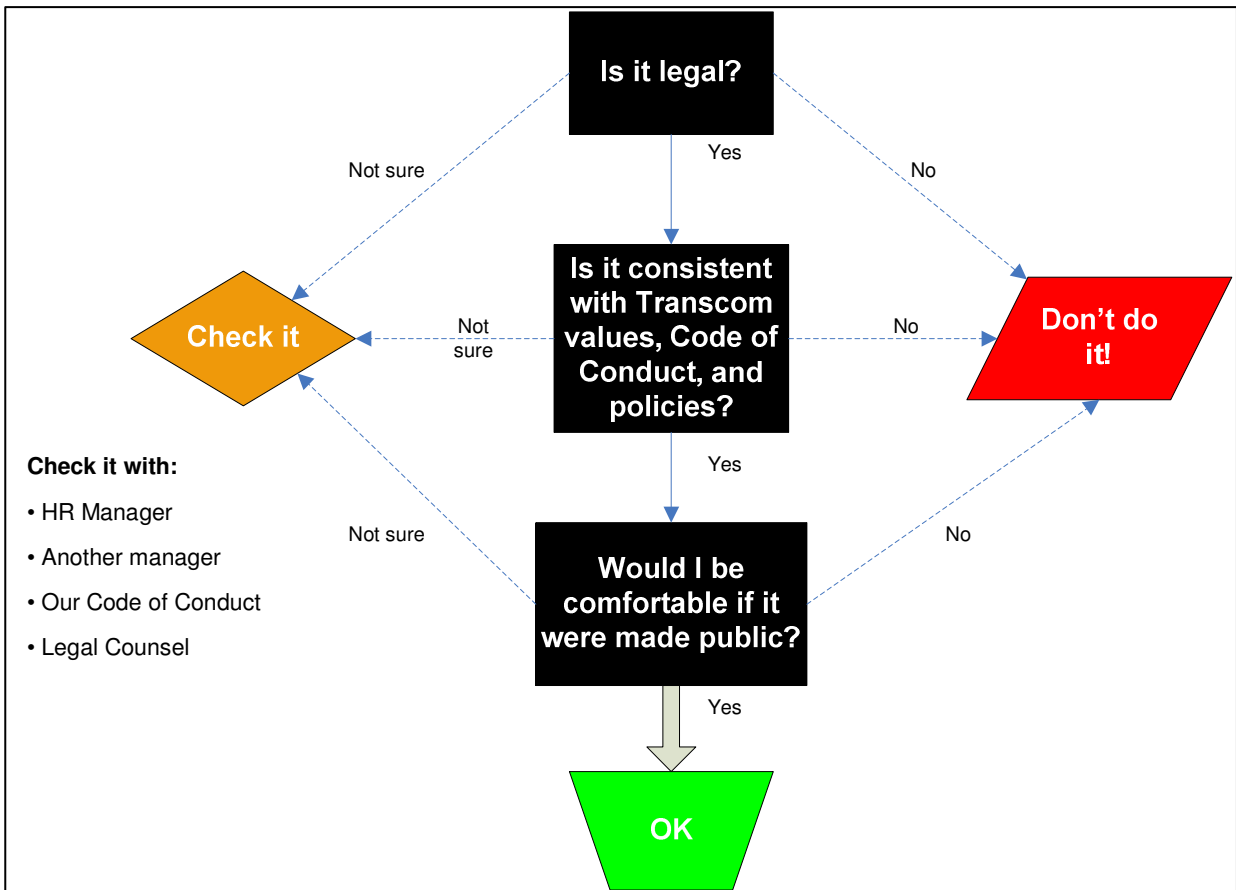 Is it legal?
Yes
Not sure
No
Is it consistent
with Transcom
values, Code of
Conduct, and
policies?
Check it
Not
sure
No
Don’t do
it!
Yes
Check it with:
• HR Manager
• Another manager
• Our Code of Conduct
• Legal Counsel
Not sure
No
Would I be
comfortable if it
were made public?
Yes
OK